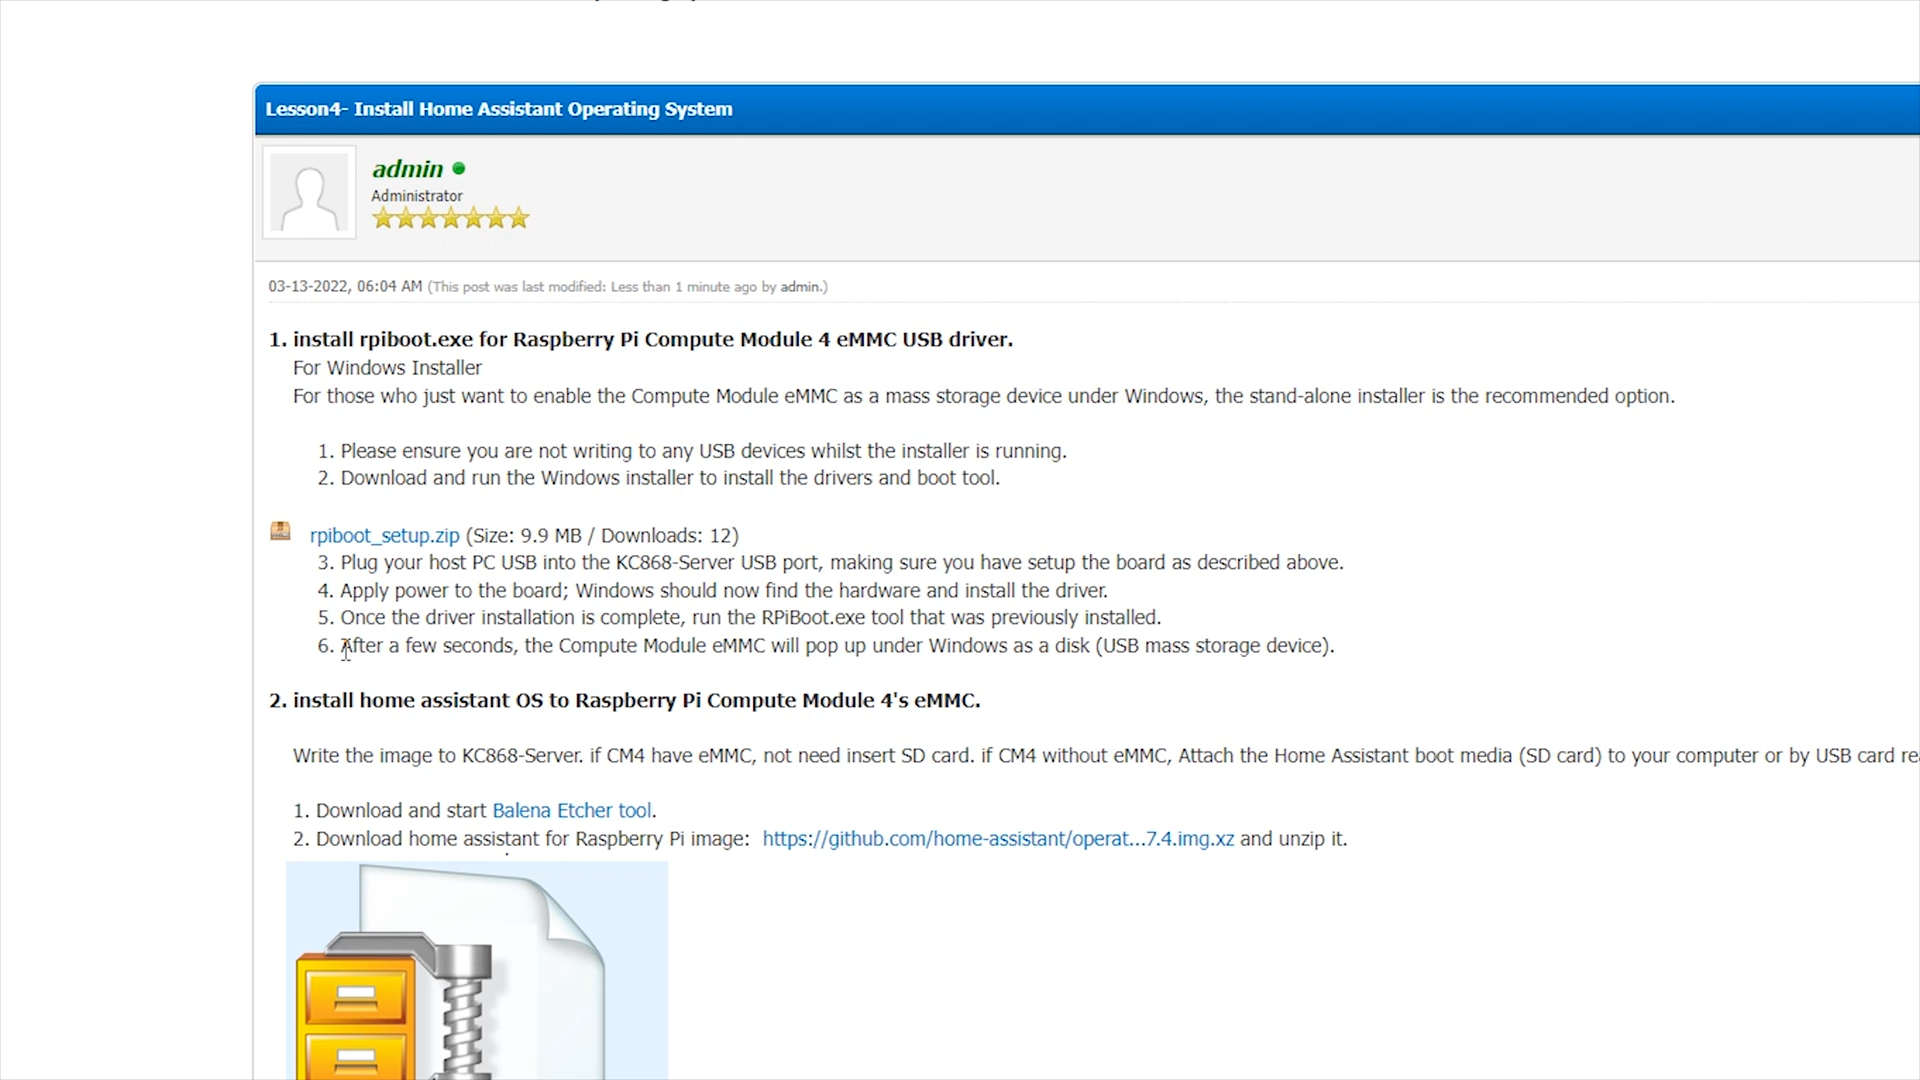 Lesson4- Install Home Assistant Operating System
admin
Administrator
03-13-2022, 06:04 AM (This post was last modified: Less than 1 minute ago by admin.)
1. install rpiboot.exe for Raspberry Pi Compute Module 4 eMMC USB driver.
For Windows Installer
For those who just want to enable the Compute Module eMMC as a mass storage device under Windows, the stand-alone installer is the recommended option.
1. Please ensure you are not writing to any USB devices whilst the installer is running.
2. Download and run the Windows installer to install the drivers and boot tool.
rpiboot_setup.zip (Size: 9.9 MB / Downloads: 12)
3. Plug your host PC USB into the KC868-Server USB port, making sure you have setup the board as described above.
4. Apply power to the board; Windows should now find the hardware and install the driver.
5. Once the driver installation is complete, run the RPiBoot.exe tool that was previously installed.
6. After a few seconds, the Compute Module eMMC will pop up under Windows as a disk (USB mass storage device).
2. install home assistant OS to Raspberry Pi Compute Module 4's eMMC.
Write the image to KC868-Server. if CM4 have eMMC, not need insert SD card. if CM4 without eMMC, Attach the Home Assistant boot media (SD card) to your computer or by USB card
1. Download and start Balena Etcher tool.
2. Download home assistant for Raspberry Pi image: https://github.com/home-assistant/operat...7.4.img.xz and unzip it.